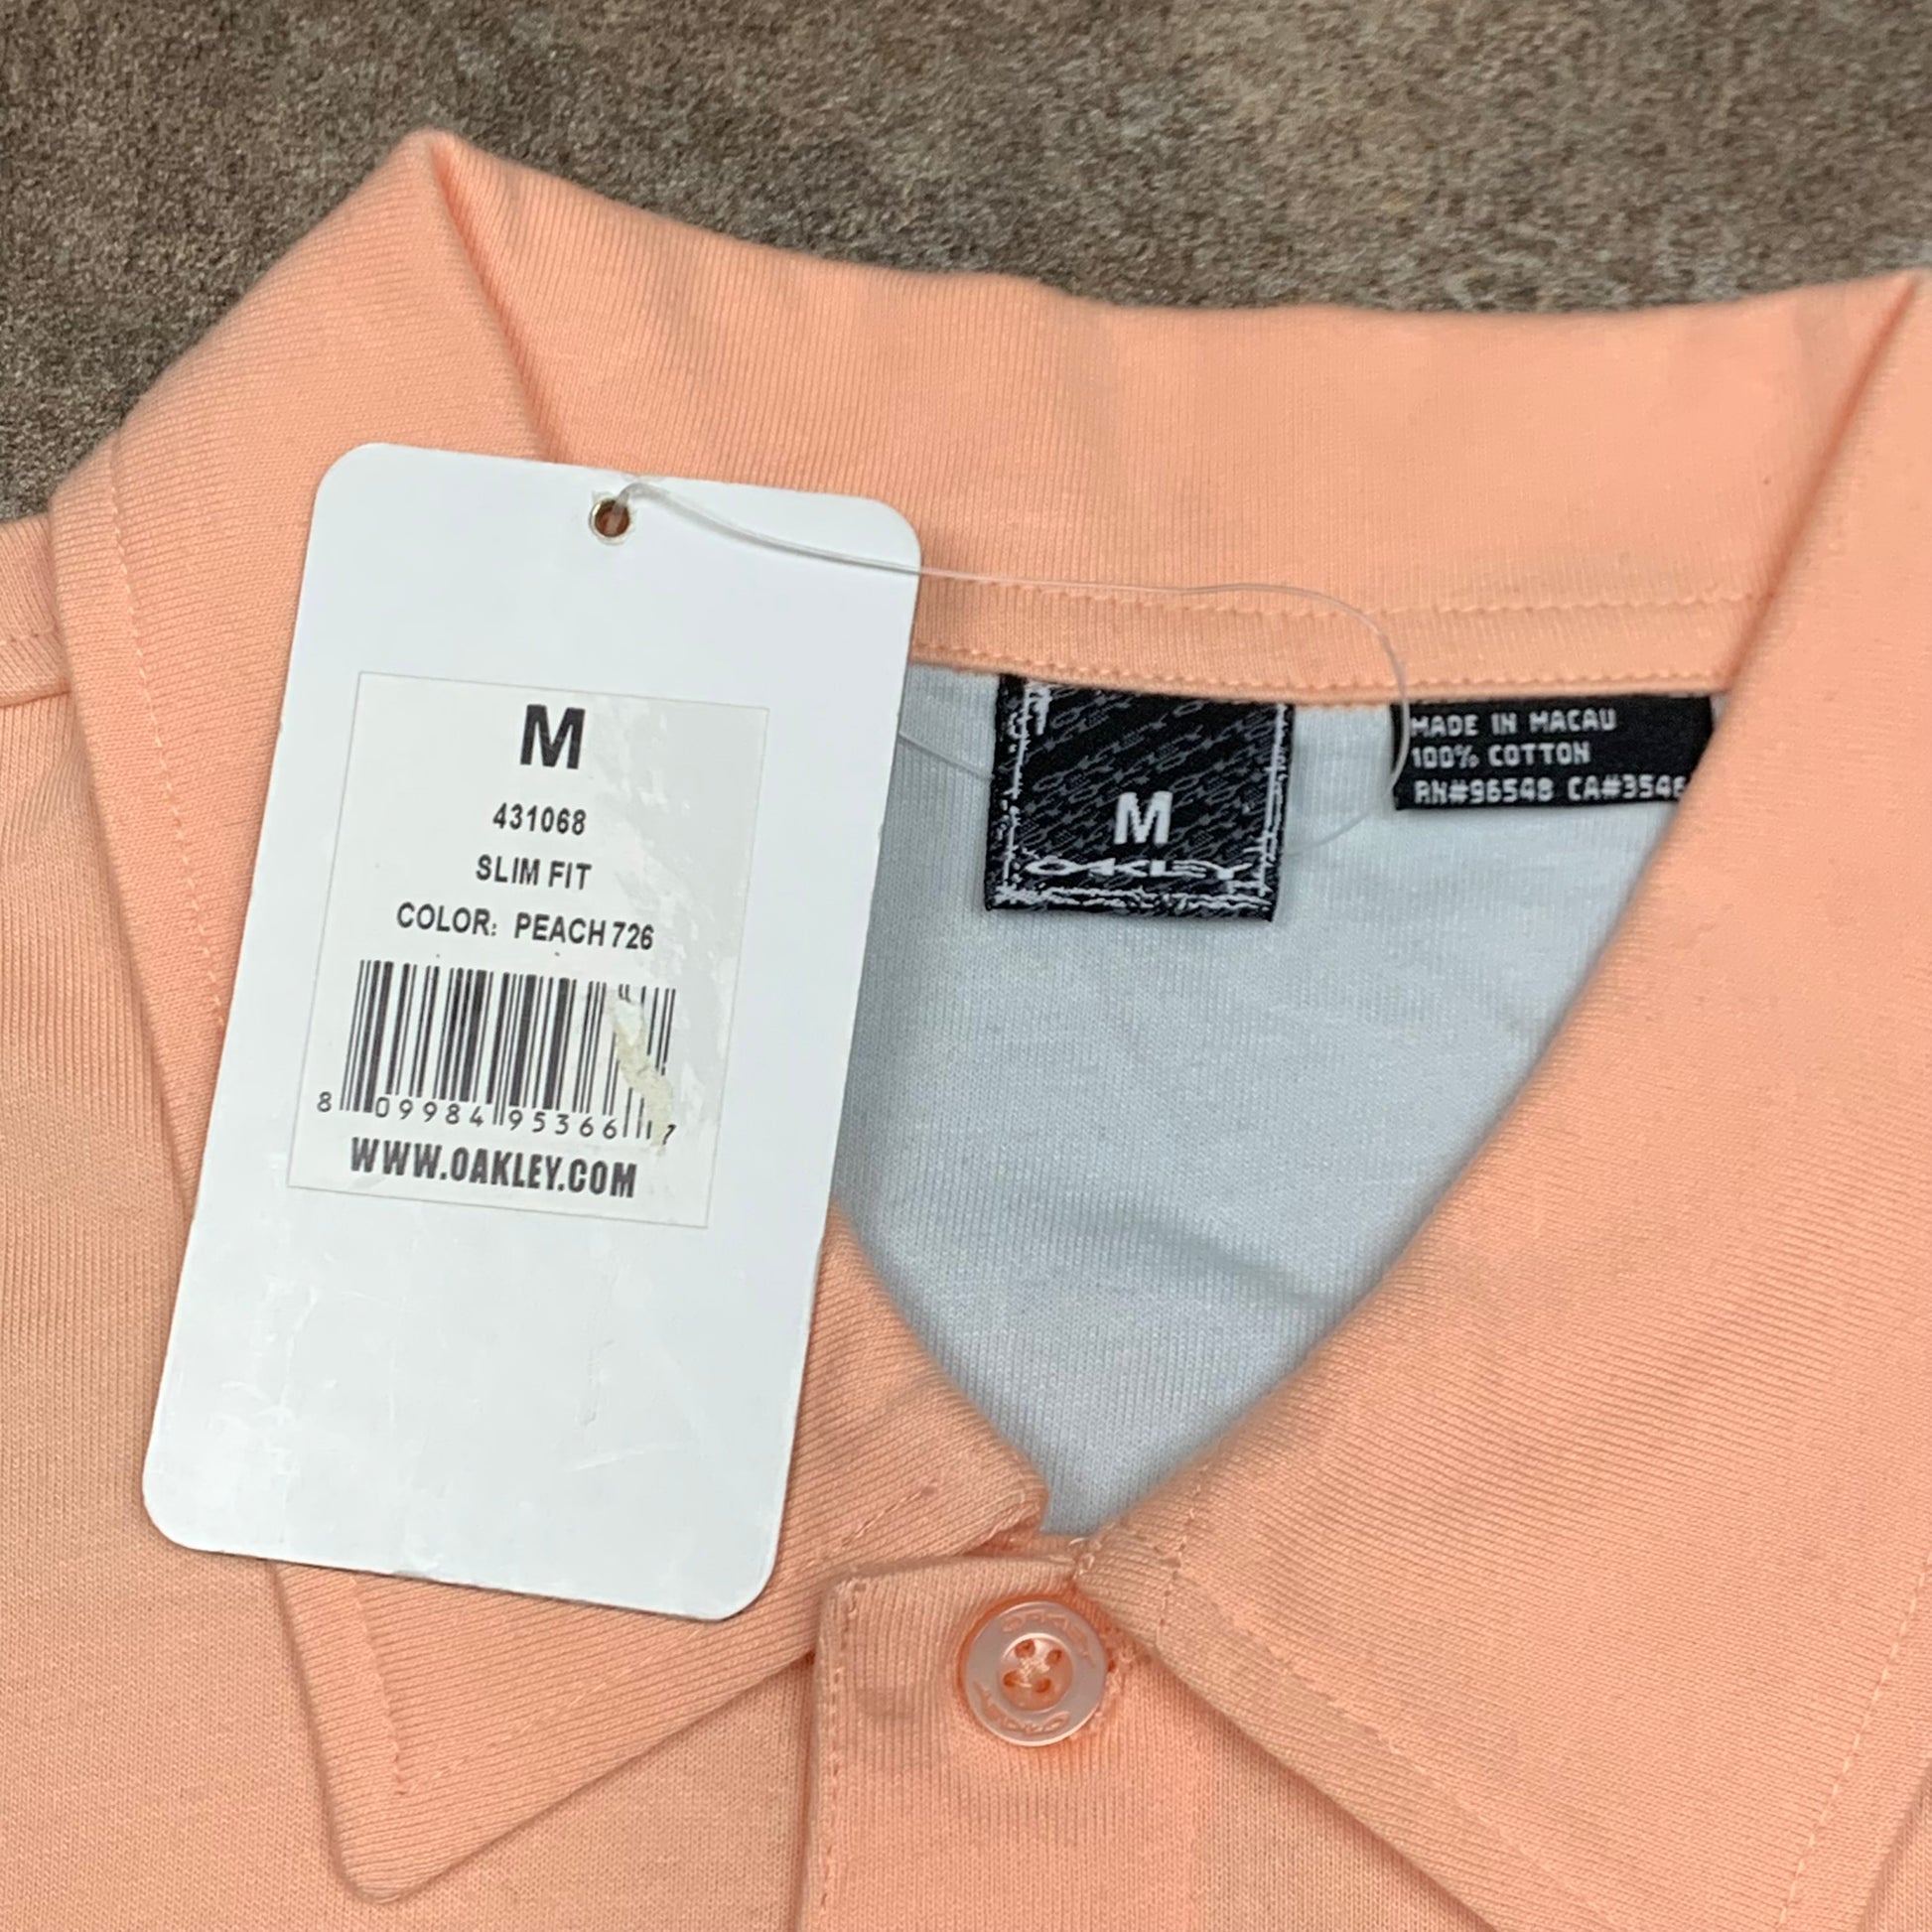 M
431068
SLIM FIT
COLOR: PEACH 726
8 09984 95366 7
WWW.OAKLEY.COM
M
OAKLEY
MADE IN MACAU
100% COTTON
RN#96548 CA#3546